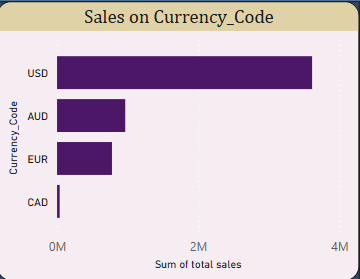 Sales on Currency_Code
Currency_Code
USD
AUD
EUR
CAD
0M 2M 4M
Sum of total sales